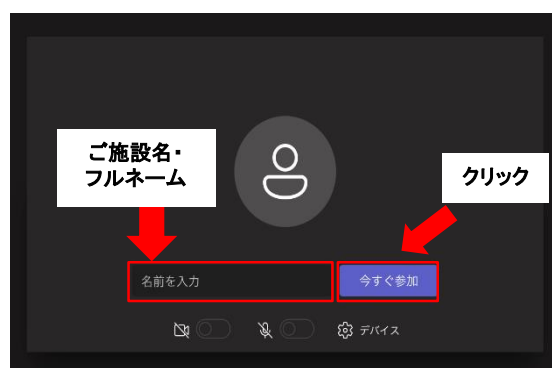 ご施設名・
フルネーム
クリック
名前を入力
今すぐ参加
デバイス